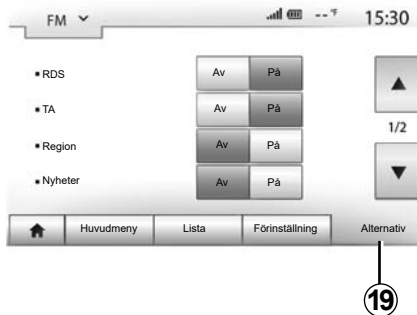 FM --°F 15:30
RDS Av På
TA Av På
1/2
Region Av På
Nyheter Av På
Huvudmeny Lista Förinställning Alternativ
19